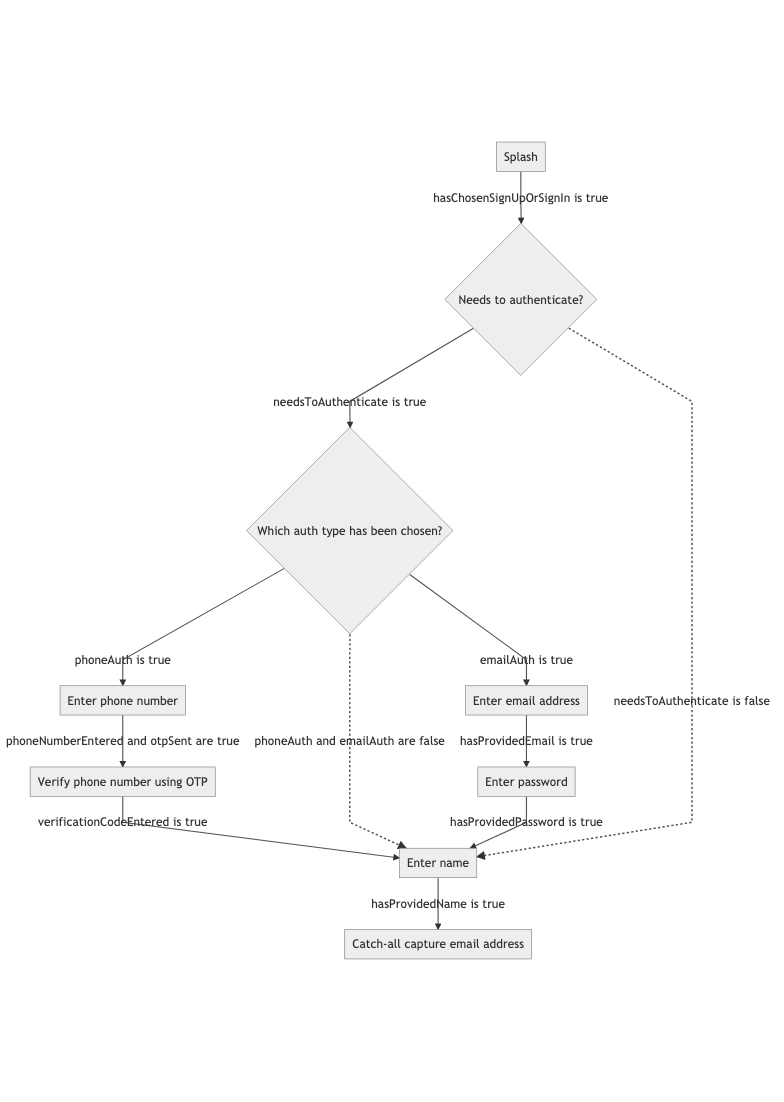 Splash
hasChosenSignUpOrSignIn is true
Needs to authenticate?
needsToAuthenticate is true
Which auth type has been chosen?
phoneAuth is true
emailAuth is true
Enter phone number
Enter email address
needsToAuthenticate is false
phoneNumberEntered and otpSent are true
phoneAuth and emailAuth are false
hasProvidedEmail is true
Verify phone number using OTP
Enter password
verificationCodeEntered is true
hasProvidedPassword is true
Enter name
hasProvidedName is true
Catch-all capture email address